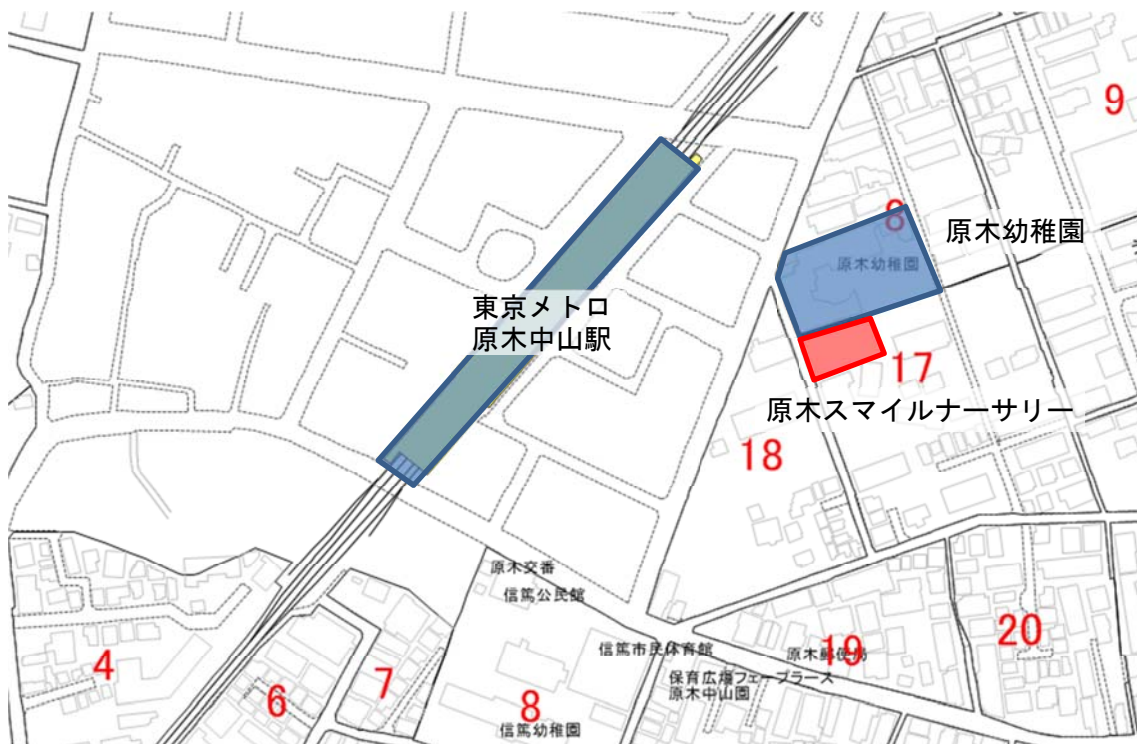 9
8
原木幼稚園
原木幼稚園
東京メトロ
原木中山駅
17
原木スマイルナーサリー
18
原木交番
信篤公民館
信篤市民体育館
原木郵便局
19
20
保育広場フェーブラース
原木中山園
4
6
7
8
信篤幼稚園